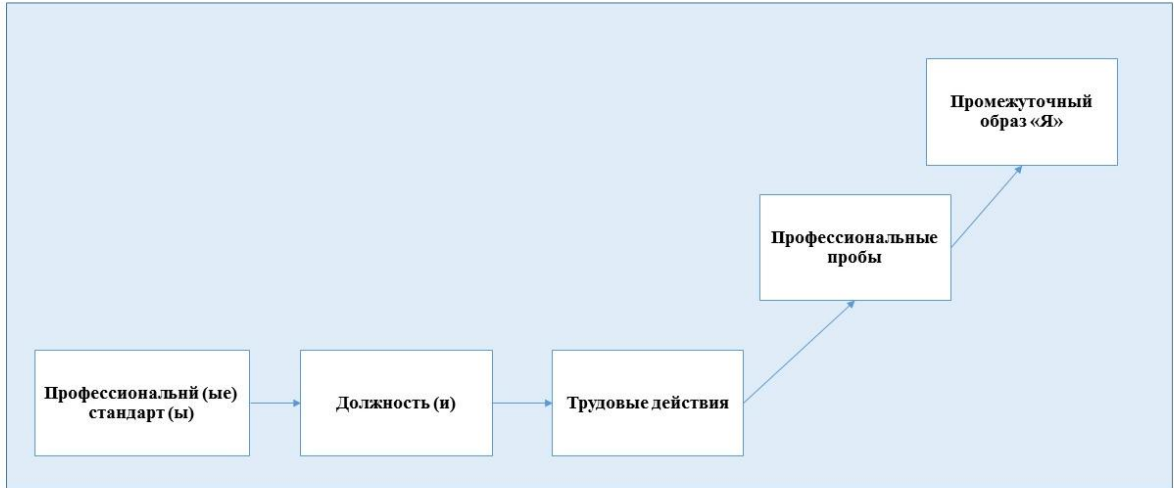 Промежуточный
образ «Я»
Профессиональные
пробы
Профессиональнй (ые)
стандарт (ы)
Должность (и)
Трудовые действия